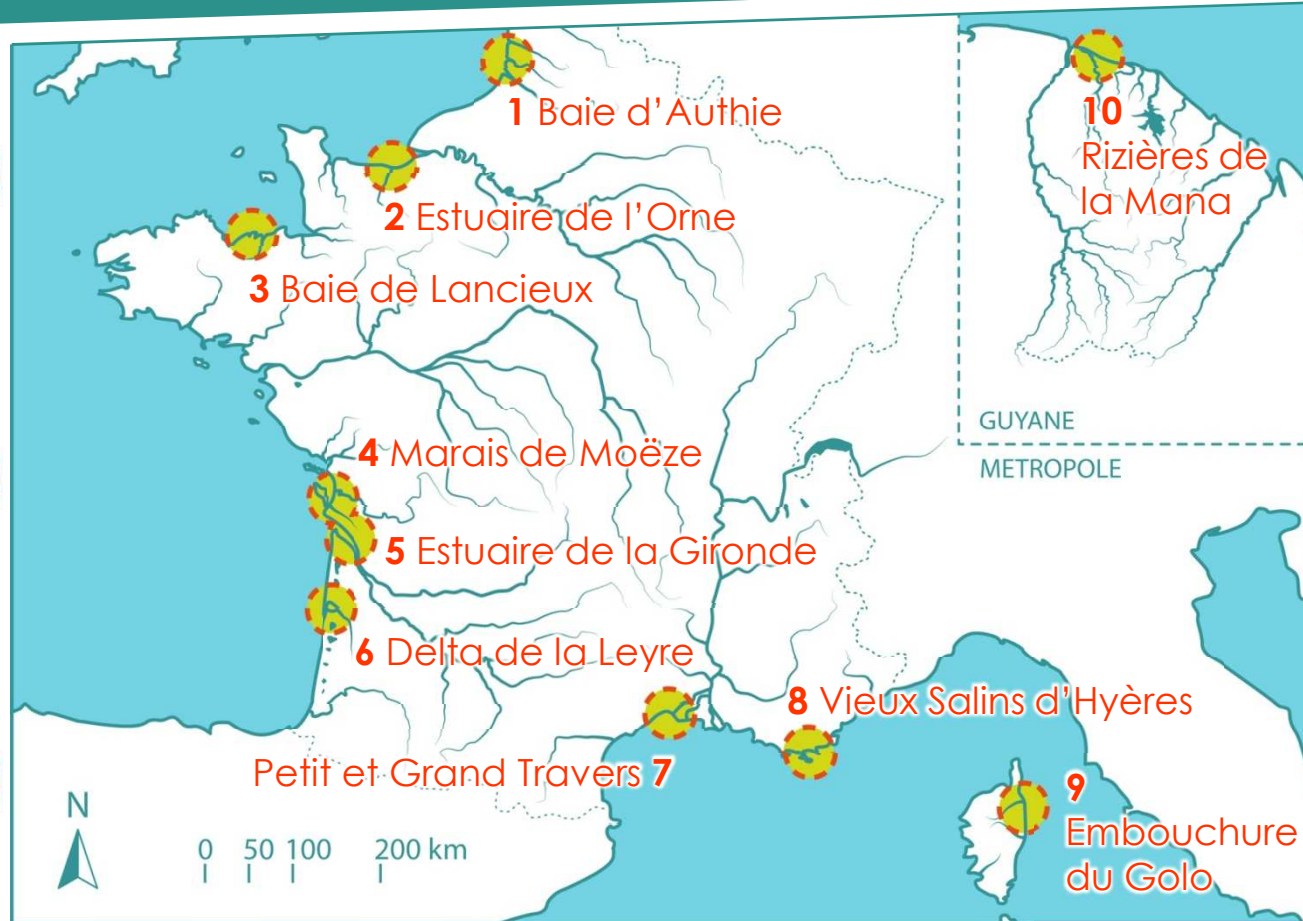 1 Baie d'Authie
2 Estuaire de l'Orne
3 Baie de Lancieux
10
Rizières de
la Mana
GUYANE
METROPOLE
4 Marais de Moëze
5 Estuaire de la Gironde
6 Delta de la Leyre
8 Vieux Salins d'Hyères
Petit et Grand Travers 7
9
Embouchure
du Golo
N
0 50 100 200 km